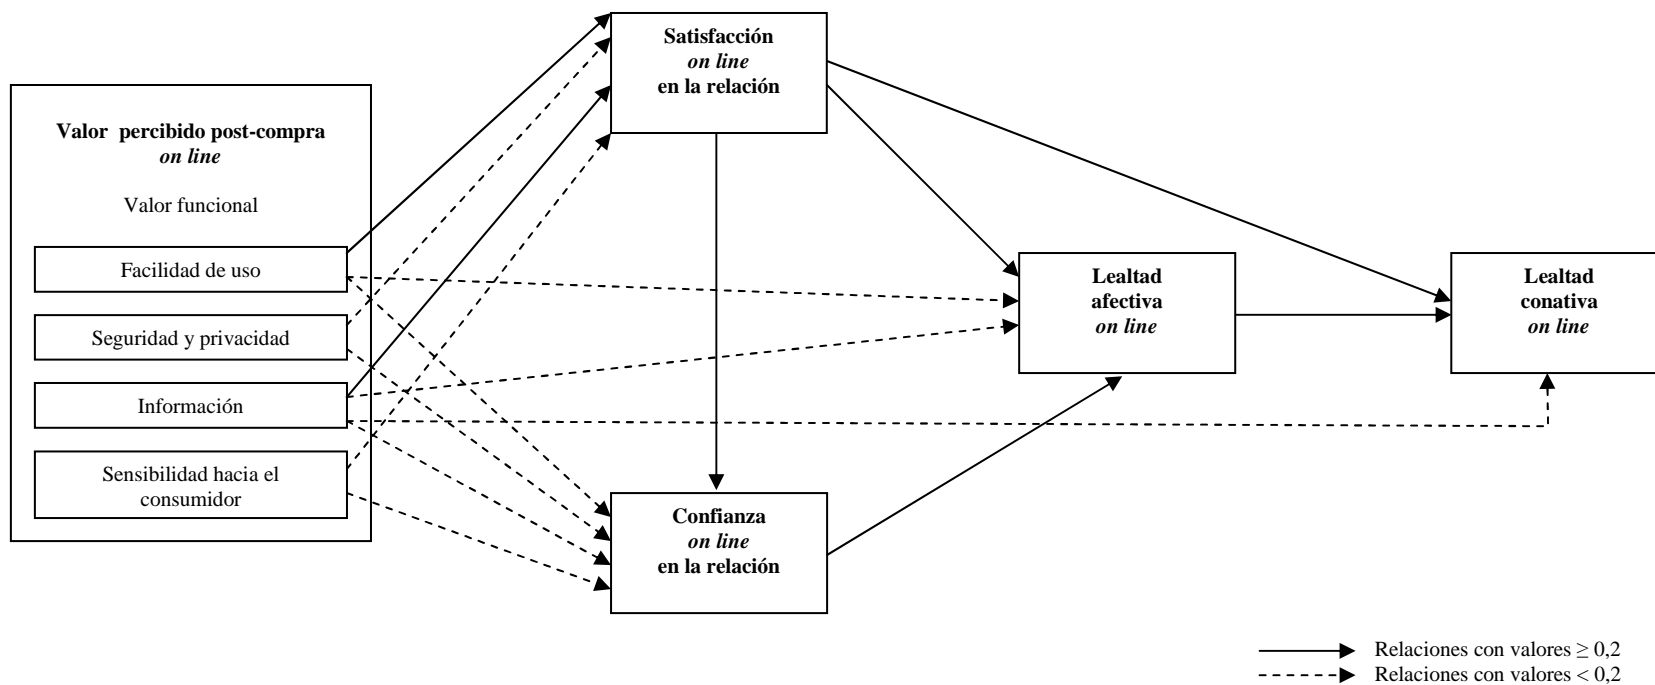 Satisfacción
on line
en la relación
Valor percibido post-compra
on line
Valor funcional
Facilidad de uso
Seguridad y privacidad
Información
Sensibilidad hacia el
consumidor
Lealtad
afectiva
on line
Lealtad
conativa
on line
Confianza
on line
en la relación
Relaciones con valores ≥ 0,2
Relaciones con valores < 0,2